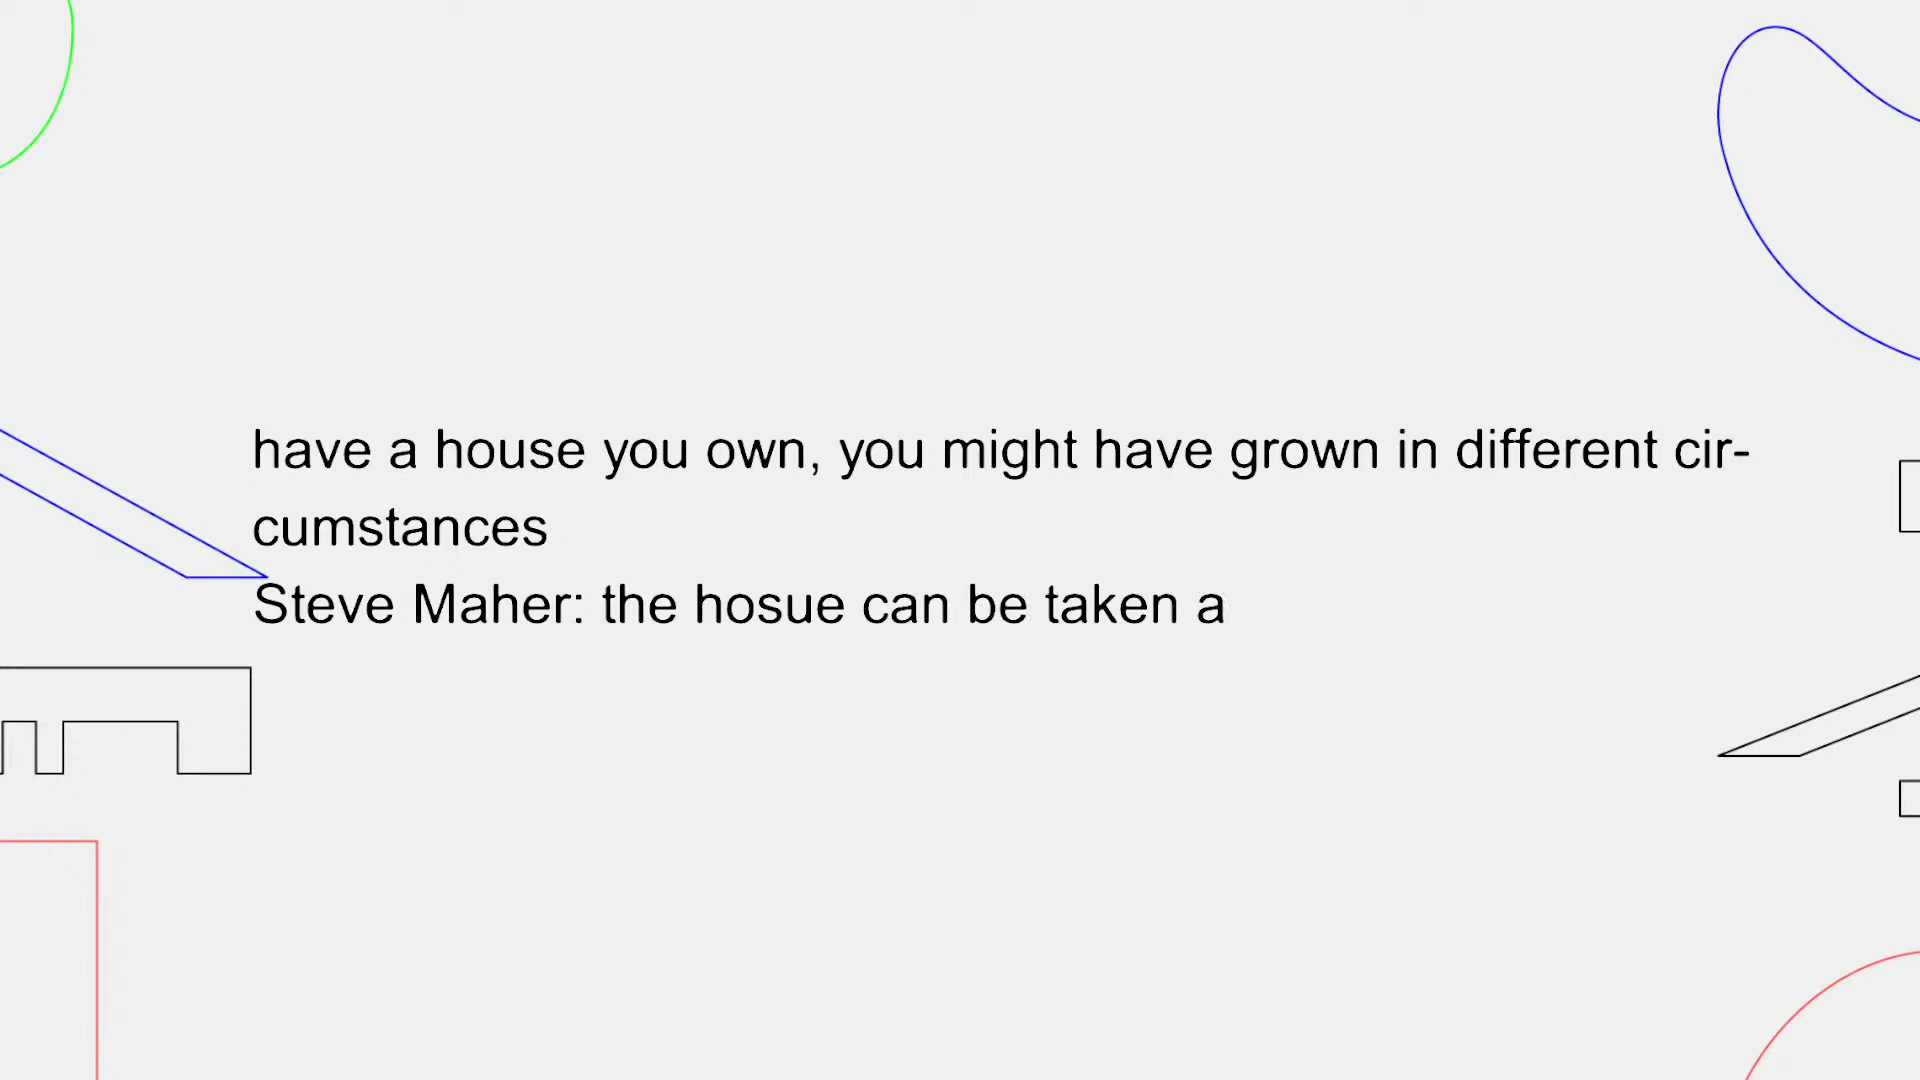 have a house you own, you might have grown in different cir-
cumstances
Steve Maher: the hosue can be taken a